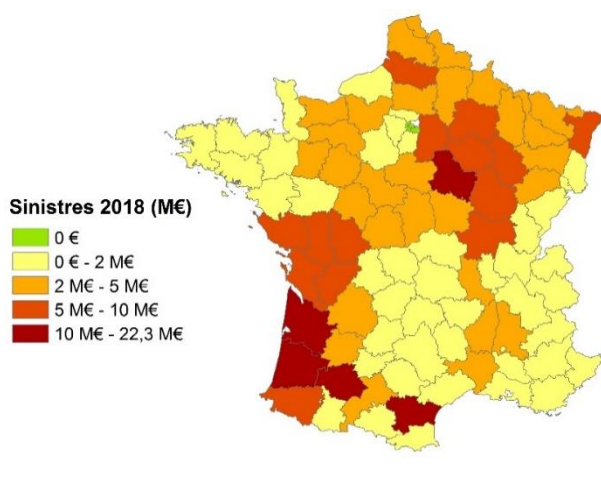 Sinistres 2018 (M€)
0 €
0 € - 2 M€
2 M€ - 5 M€
5 M€ - 10 M€
10 M€ - 22,3 M€